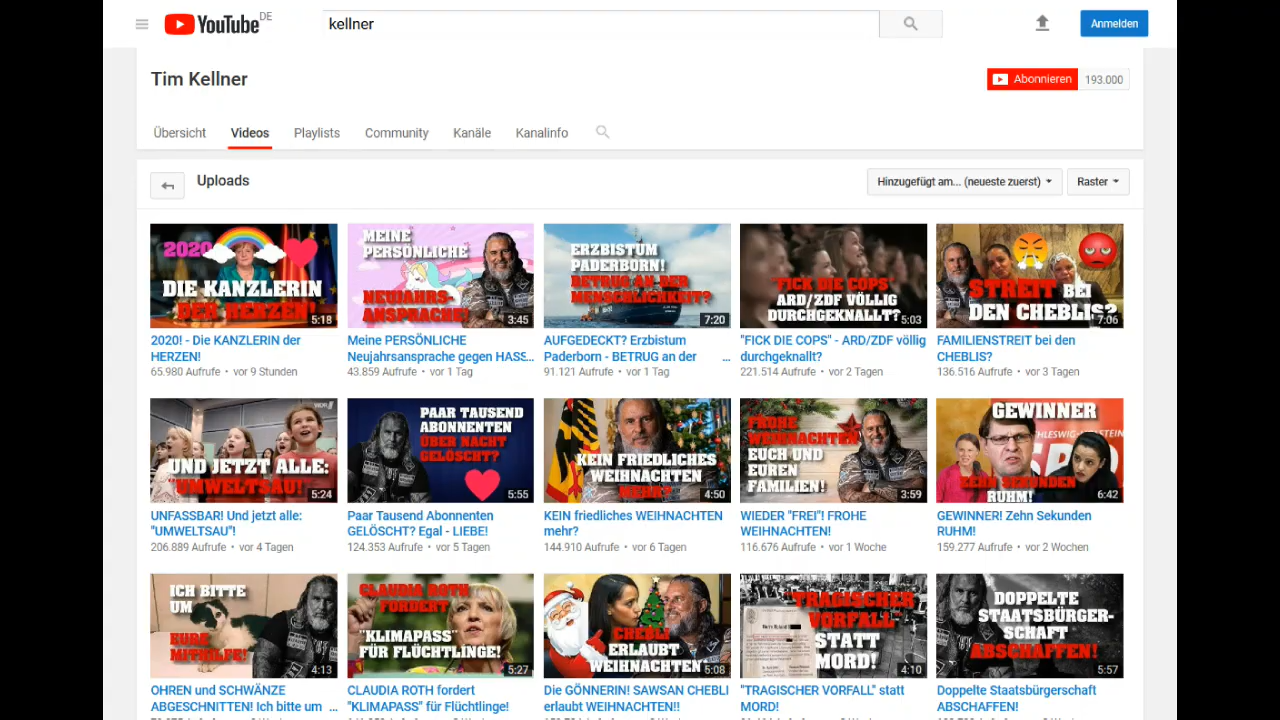 YouTube DE
kellner
Anmelden
Tim Kellner
Abonnieren 193.000
Übersicht Videos Playlists Community Kanäle Kanalinfo
Uploads
Hinzugefügt am... (neueste zuerst) Raster
2020
DIE KANZLERIN
DER HERZEN!
5:18
MEINE
PERSÖNLICHE
NEUJAHRS-
ANSPRACHE!
3:45
ERZBISTUM
PADERBORN!
BETRUG AN DER
MENSCHLICHKEIT?
7:20
"FICK DIE COPS"
ARD/ZDF VÖLLIG
DURCHGEKNALLT?
5:03
STREIT BEI
DEN CHEBLIS?
7:06
2020! - Die KANZLERIN der
HERZEN!
65.980 Aufrufe • vor 9 Stunden
Meine PERSÖNLICHE
Neujahrsansprache gegen HASS...
43.859 Aufrufe • vor 1 Tag
AUFGEDECKT? Erzbistum
Paderborn - BETRUG an der ...
91.121 Aufrufe • vor 1 Tag
"FICK DIE COPS" - ARD/ZDF völlig
durchgeknallt?
221.514 Aufrufe • vor 2 Tagen
FAMILIENSTREIT bei den
CHEBLIS?
136.516 Aufrufe • vor 3 Tagen
WDR
UND JETZT ALLE:
"UMWELTSAU!
5:24
PAAR TAUSEND
ABONNENTEN
ÜBER NACHT
GELÖSCHT?
5:55
KEIN FRIEDLICHES
WEIHNACHTEN
MEHR?
4:50
FROHE
WEIHNACHTEN
EUCH UND
EUREN
FAMILIEN!
3:59
GEWINNER
SCHLESWIG-HOLSTEIN
SPD
ZEHN SEKUNDEN
RUHM!
6:42
UNFASSBAR! Und jetzt alle:
"UMWELTSAU"!
206.889 Aufrufe • vor 4 Tagen
Paar Tausend Abonnenten
GELÖSCHT? Egal - LIEBE!
124.353 Aufrufe • vor 5 Tagen
KEIN friedliches WEIHNACHTEN
mehr?
144.910 Aufrufe • vor 6 Tagen
WIEDER "FREI"! FROHE
WEIHNACHTEN!
116.676 Aufrufe • vor 1 Woche
GEWINNER! Zehn Sekunden
RUHM!
159.277 Aufrufe • vor 2 Wochen
ICH BITTE
UM
EURE
MITHILFE!
4:13
CLAUDIA ROTH
FORDERT
"KLIMAPASS"
FÜR FLÜCHTLINGE!
5:27
CHEBLI
ERLAUBT
WEIHNACHTEN
5:08
"TRAGISCHER
VORFALL"
STATT
MORD!
4:10
DOPPELTE
STAATSBÜRGER-
SCHAFT
ABSCHAFFEN!
5:57
OHREN und SCHWÄNZE
ABGESCHNITTEN! Ich bitte um ...
CLAUDIA ROTH fordert
"KLIMAPASS" für Flüchtlinge!
Die GÖNNERIN! SAWSAN CHEBLI
erlaubt WEIHNACHTEN!!
"TRAGISCHER VORFALL" statt
MORD!
Doppelte Staatsbürgerschaft
ABSCHAFFEN!